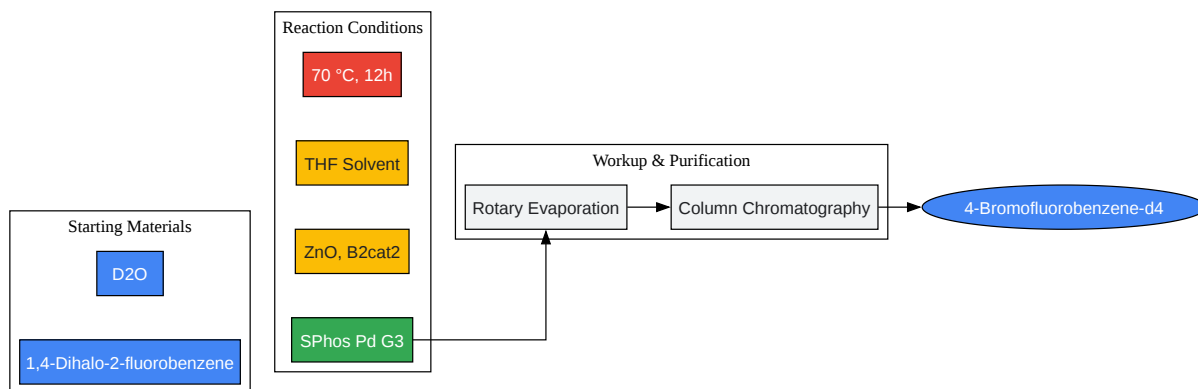 Reaction Conditions
70 °C, 12h
THF Solvent
ZnO, B2cat2
SPhos Pd G3
Starting Materials
D2O
1,4-Dihalo-2-fluorobenzene
Workup & Purification
Rotary Evaporation
Column Chromatography
4-Bromofluorobenzene-d4